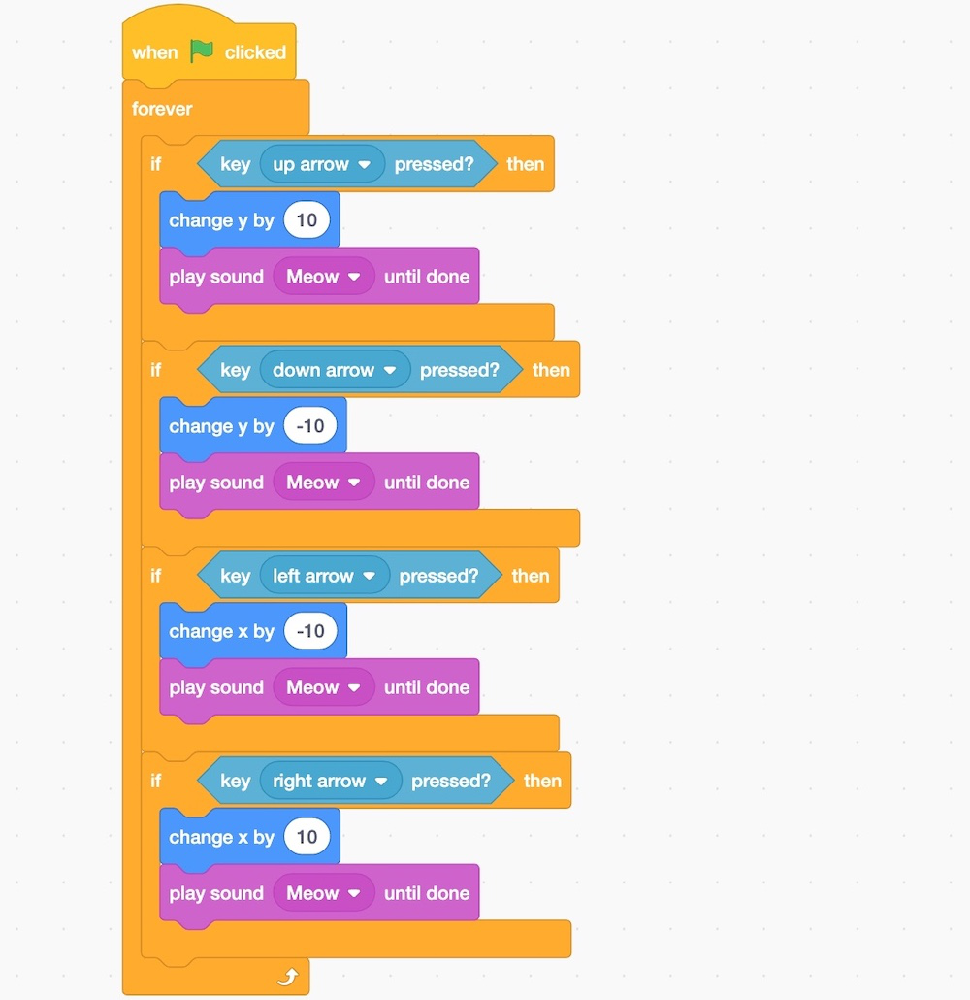 when clicked
forever
if key up arrow pressed? then
change y by 10
play sound Meow until done
if key down arrow pressed? then
change y by -10
play sound Meow until done
if key left arrow pressed? then
change x by -10
play sound Meow until done
if key right arrow pressed? then
change x by 10
play sound Meow until done